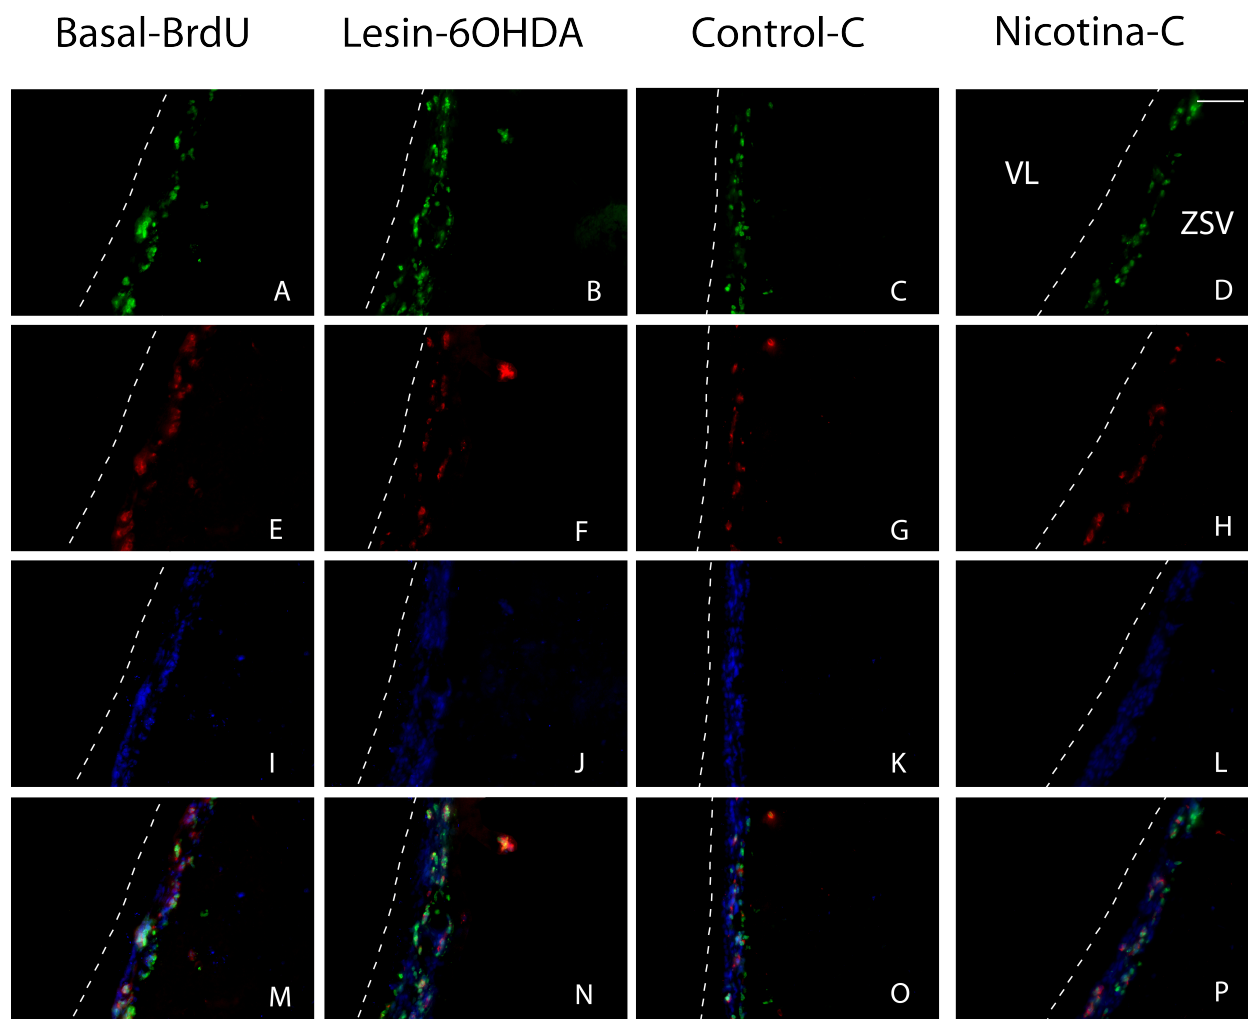 Basal-BrdU Lesin-6OHDA Control-C Nicotina-C
VL
ZSV
A B C D
E F G H
I J K L
M N O P